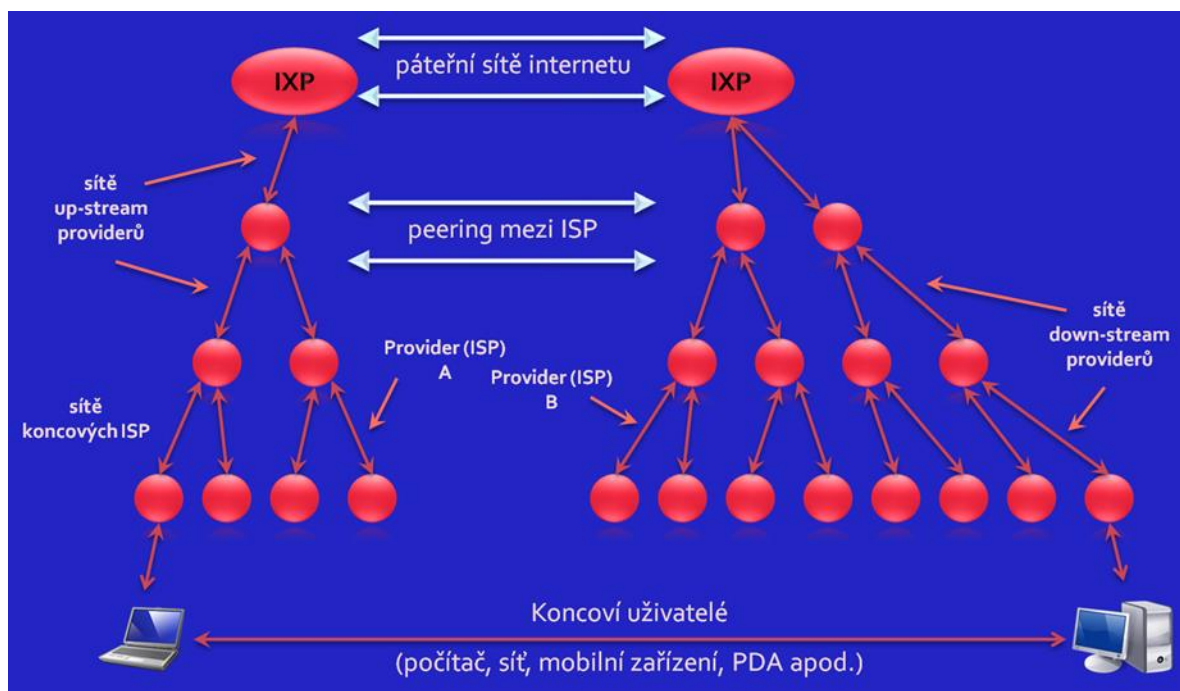 IXP
páteřní sítě internetu
IXP
sítě
up-stream
providerů
peering mezi ISP
sítě
down-stream
providerů
Provider (ISP)
A
Provider (ISP)
B
sítě
koncových ISP
Koncoví uživatelé
(počítač, síť, mobilní zařízení, PDA apod.)